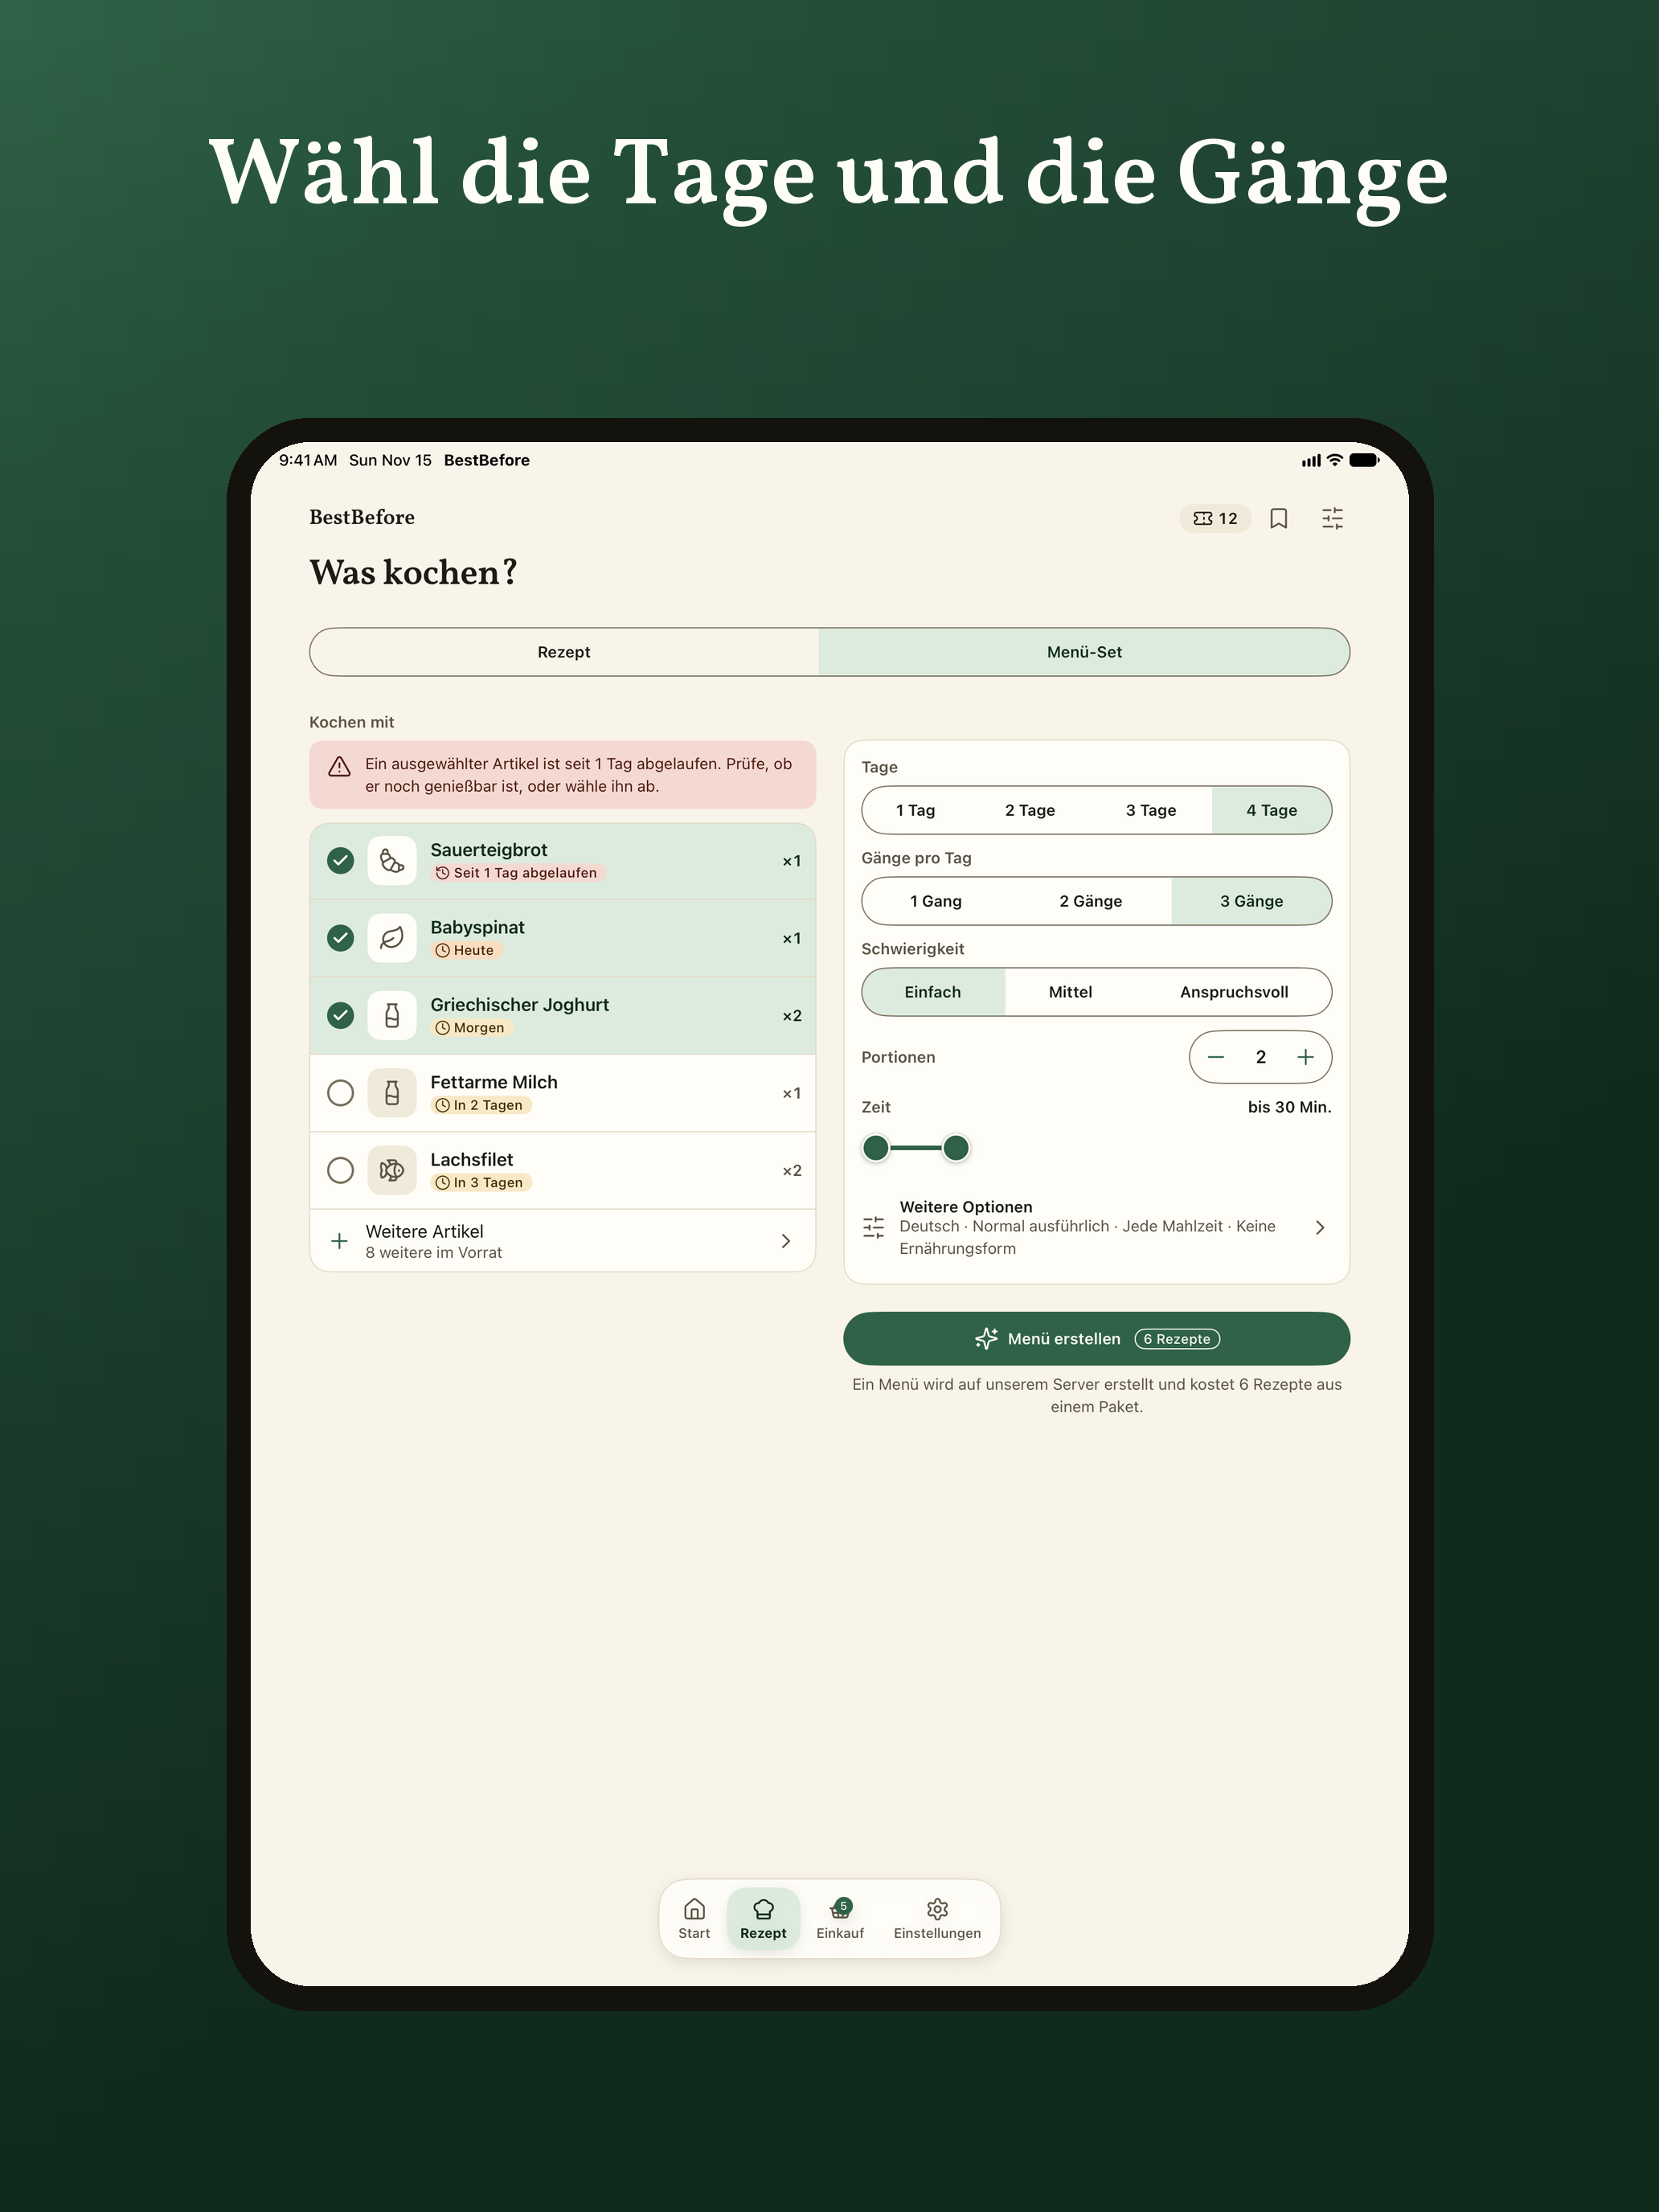 Wähl die Tage und die Gänge
9:41 AM Sun Nov 15 BestBefore
BestBefore
12
Was kochen?
Rezept
Menü-Set
Kochen mit
Ein ausgewählter Artikel ist seit 1 Tag abgelaufen. Prüfe, ob
er noch genießbar ist, oder wähle ihn ab.
Sauerteigbrot
Seit 1 Tag abgelaufen
×1
Babyspinat
Heute
×1
Griechischer Joghurt
Morgen
×2
Fettarme Milch
In 2 Tagen
×1
Lachsfilet
In 3 Tagen
×2
Weitere Artikel
8 weitere im Vorrat
Tage
1 Tag 2 Tage 3 Tage 4 Tage
Gänge pro Tag
1 Gang 2 Gänge 3 Gänge
Schwierigkeit
Einfach Mittel Anspruchsvoll
Portionen
2
Zeit
bis 30 Min.
Weitere Optionen
Deutsch · Normal ausführlich · Jede Mahlzeit · Keine
Ernährungsform
Menü erstellen 6 Rezepte
Ein Menü wird auf unserem Server erstellt und kostet 6 Rezepte aus
einem Paket.
5
Start Rezept Einkauf Einstellungen